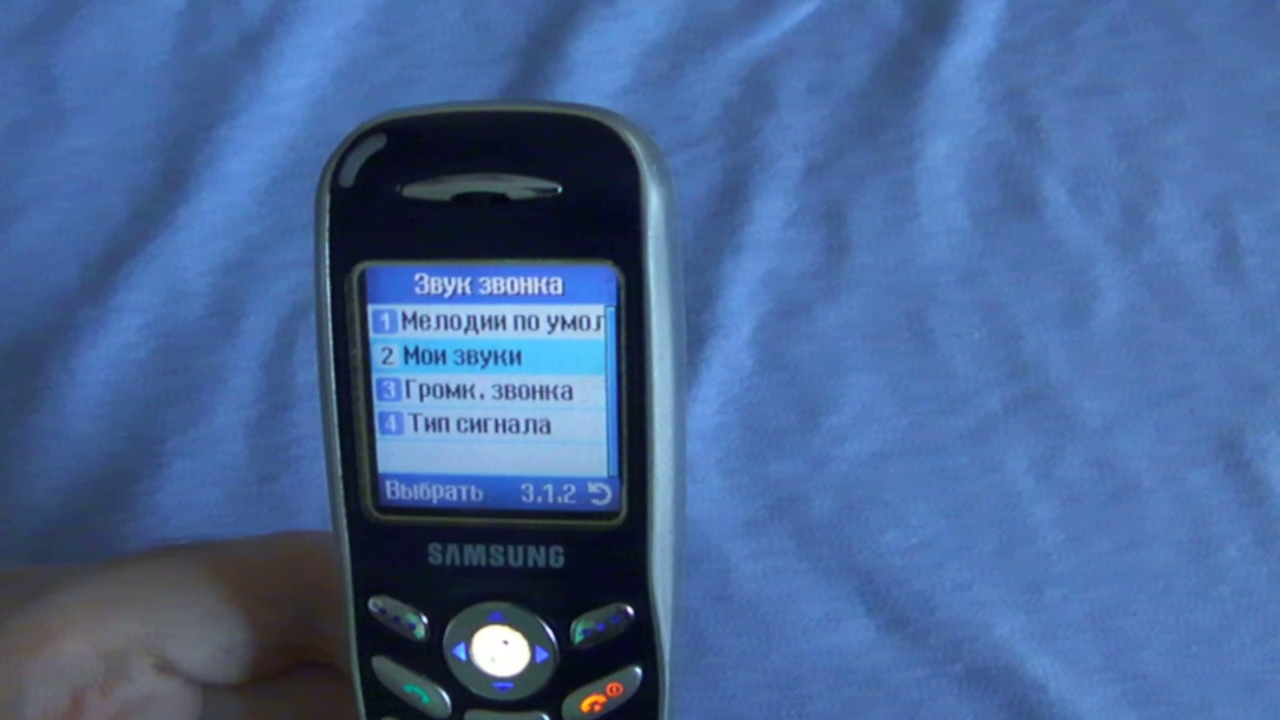 Звук звонка
1 Мелодии по умол
2 Мои звуки
3 Громк. звонка
4 Тип сигнала
Выбрать 3.1.2
SAMSUNG